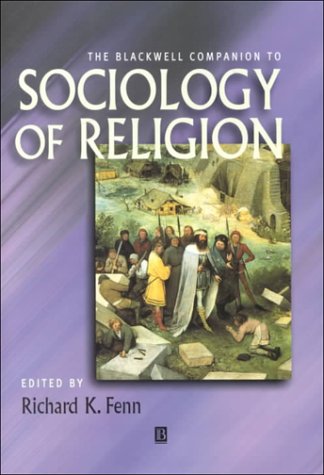 THE BLACKWELL COMPANION TO
SOCIOLOGY
OF RELIGION
EDITED BY
Richard K. Fenn
B